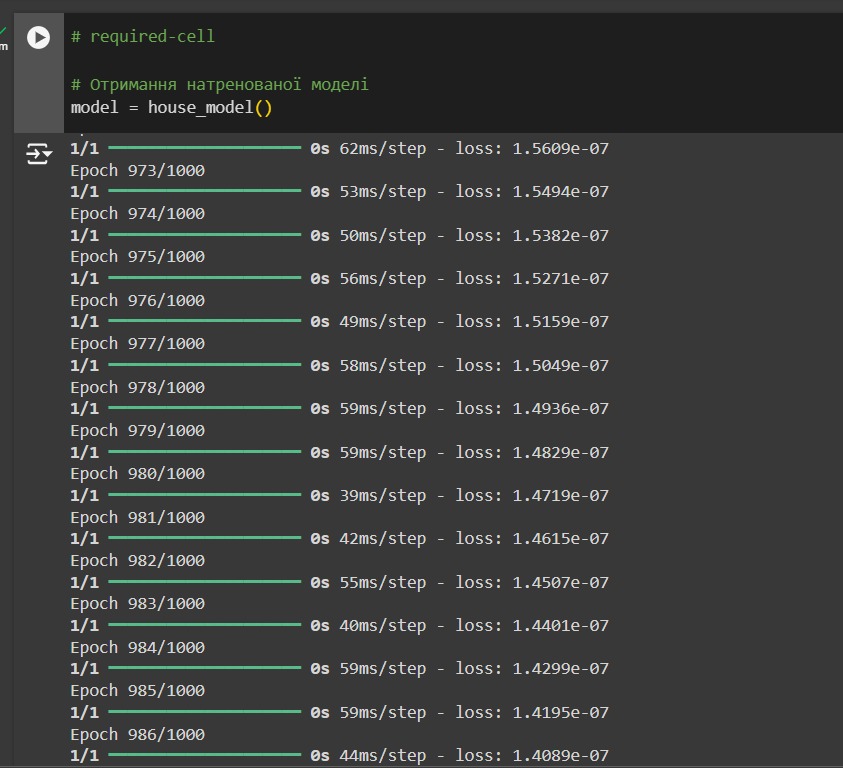 m
# required-cell
# Отримання натренованої моделі
model = house_model()
1/1 ━━━━━━━━━━━━━━━━━━━━ 0s 62ms/step - loss: 1.5609e-07
Epoch 973/1000
1/1 ━━━━━━━━━━━━━━━━━━━━ 0s 53ms/step - loss: 1.5494e-07
Epoch 974/1000
1/1 ━━━━━━━━━━━━━━━━━━━━ 0s 50ms/step - loss: 1.5382e-07
Epoch 975/1000
1/1 ━━━━━━━━━━━━━━━━━━━━ 0s 56ms/step - loss: 1.5271e-07
Epoch 976/1000
1/1 ━━━━━━━━━━━━━━━━━━━━ 0s 49ms/step - loss: 1.5159e-07
Epoch 977/1000
1/1 ━━━━━━━━━━━━━━━━━━━━ 0s 58ms/step - loss: 1.5049e-07
Epoch 978/1000
1/1 ━━━━━━━━━━━━━━━━━━━━ 0s 59ms/step - loss: 1.4936e-07
Epoch 979/1000
1/1 ━━━━━━━━━━━━━━━━━━━━ 0s 59ms/step - loss: 1.4829e-07
Epoch 980/1000
1/1 ━━━━━━━━━━━━━━━━━━━━ 0s 39ms/step - loss: 1.4719e-07
Epoch 981/1000
1/1 ━━━━━━━━━━━━━━━━━━━━ 0s 42ms/step - loss: 1.4615e-07
Epoch 982/1000
1/1 ━━━━━━━━━━━━━━━━━━━━ 0s 55ms/step - loss: 1.4507e-07
Epoch 983/1000
1/1 ━━━━━━━━━━━━━━━━━━━━ 0s 40ms/step - loss: 1.4401e-07
Epoch 984/1000
1/1 ━━━━━━━━━━━━━━━━━━━━ 0s 59ms/step - loss: 1.4299e-07
Epoch 985/1000
1/1 ━━━━━━━━━━━━━━━━━━━━ 0s 59ms/step - loss: 1.4195e-07
Epoch 986/1000
1/1 ━━━━━━━━━━━━━━━━━━━━ 0s 44ms/step - loss: 1.4089e-07